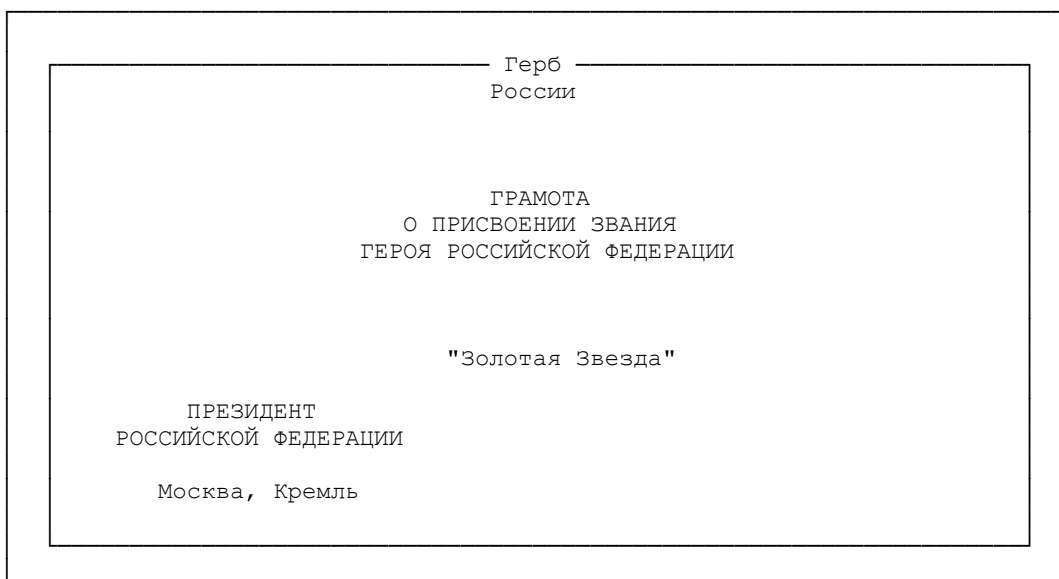 Герб
России
ГРАМОТА
О ПРИСВОЕНИИ ЗВАНИЯ
ГЕРОЯ РОССИЙСКОЙ ФЕДЕРАЦИИ
"Золотая Звезда"
ПРЕЗИДЕНТ
РОССИЙСКОЙ ФЕДЕРАЦИИ
Москва, Кремль